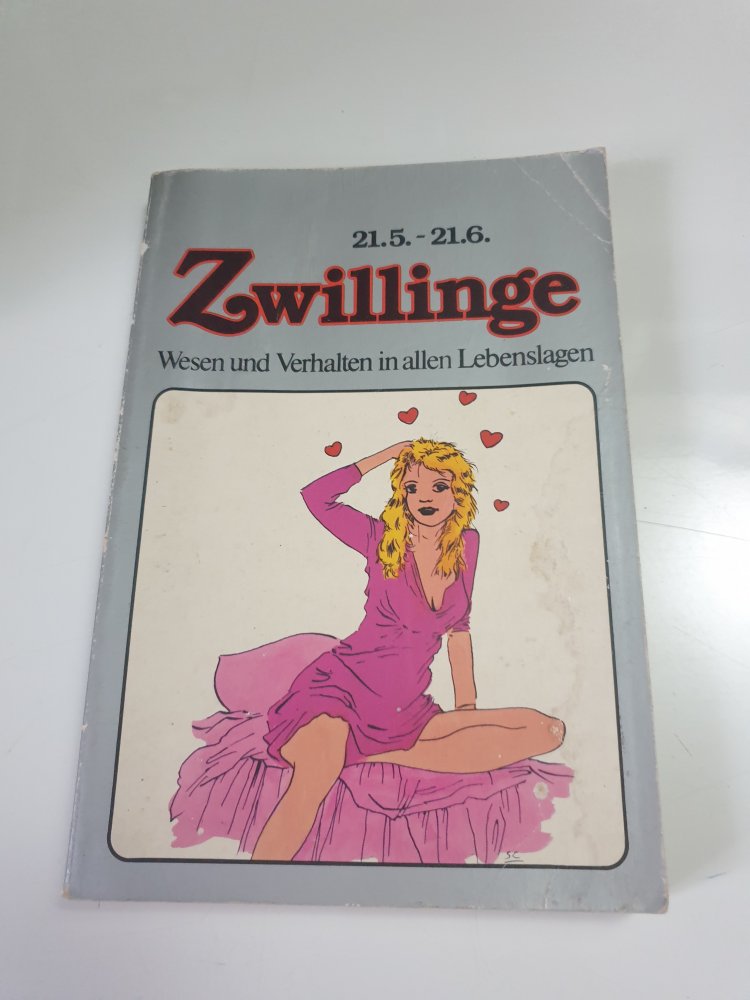 21.5.-21.6.
Zwillinge
Wesen und Verhalten in allen Lebenslagen
SC